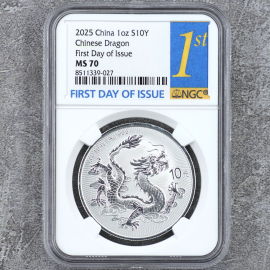 2025 China 1oz S10Y
Chinese Dragon
First Day of Issue
MS 70
8511339-027
1st
FIRST DAY OF ISSUE
NGC
10